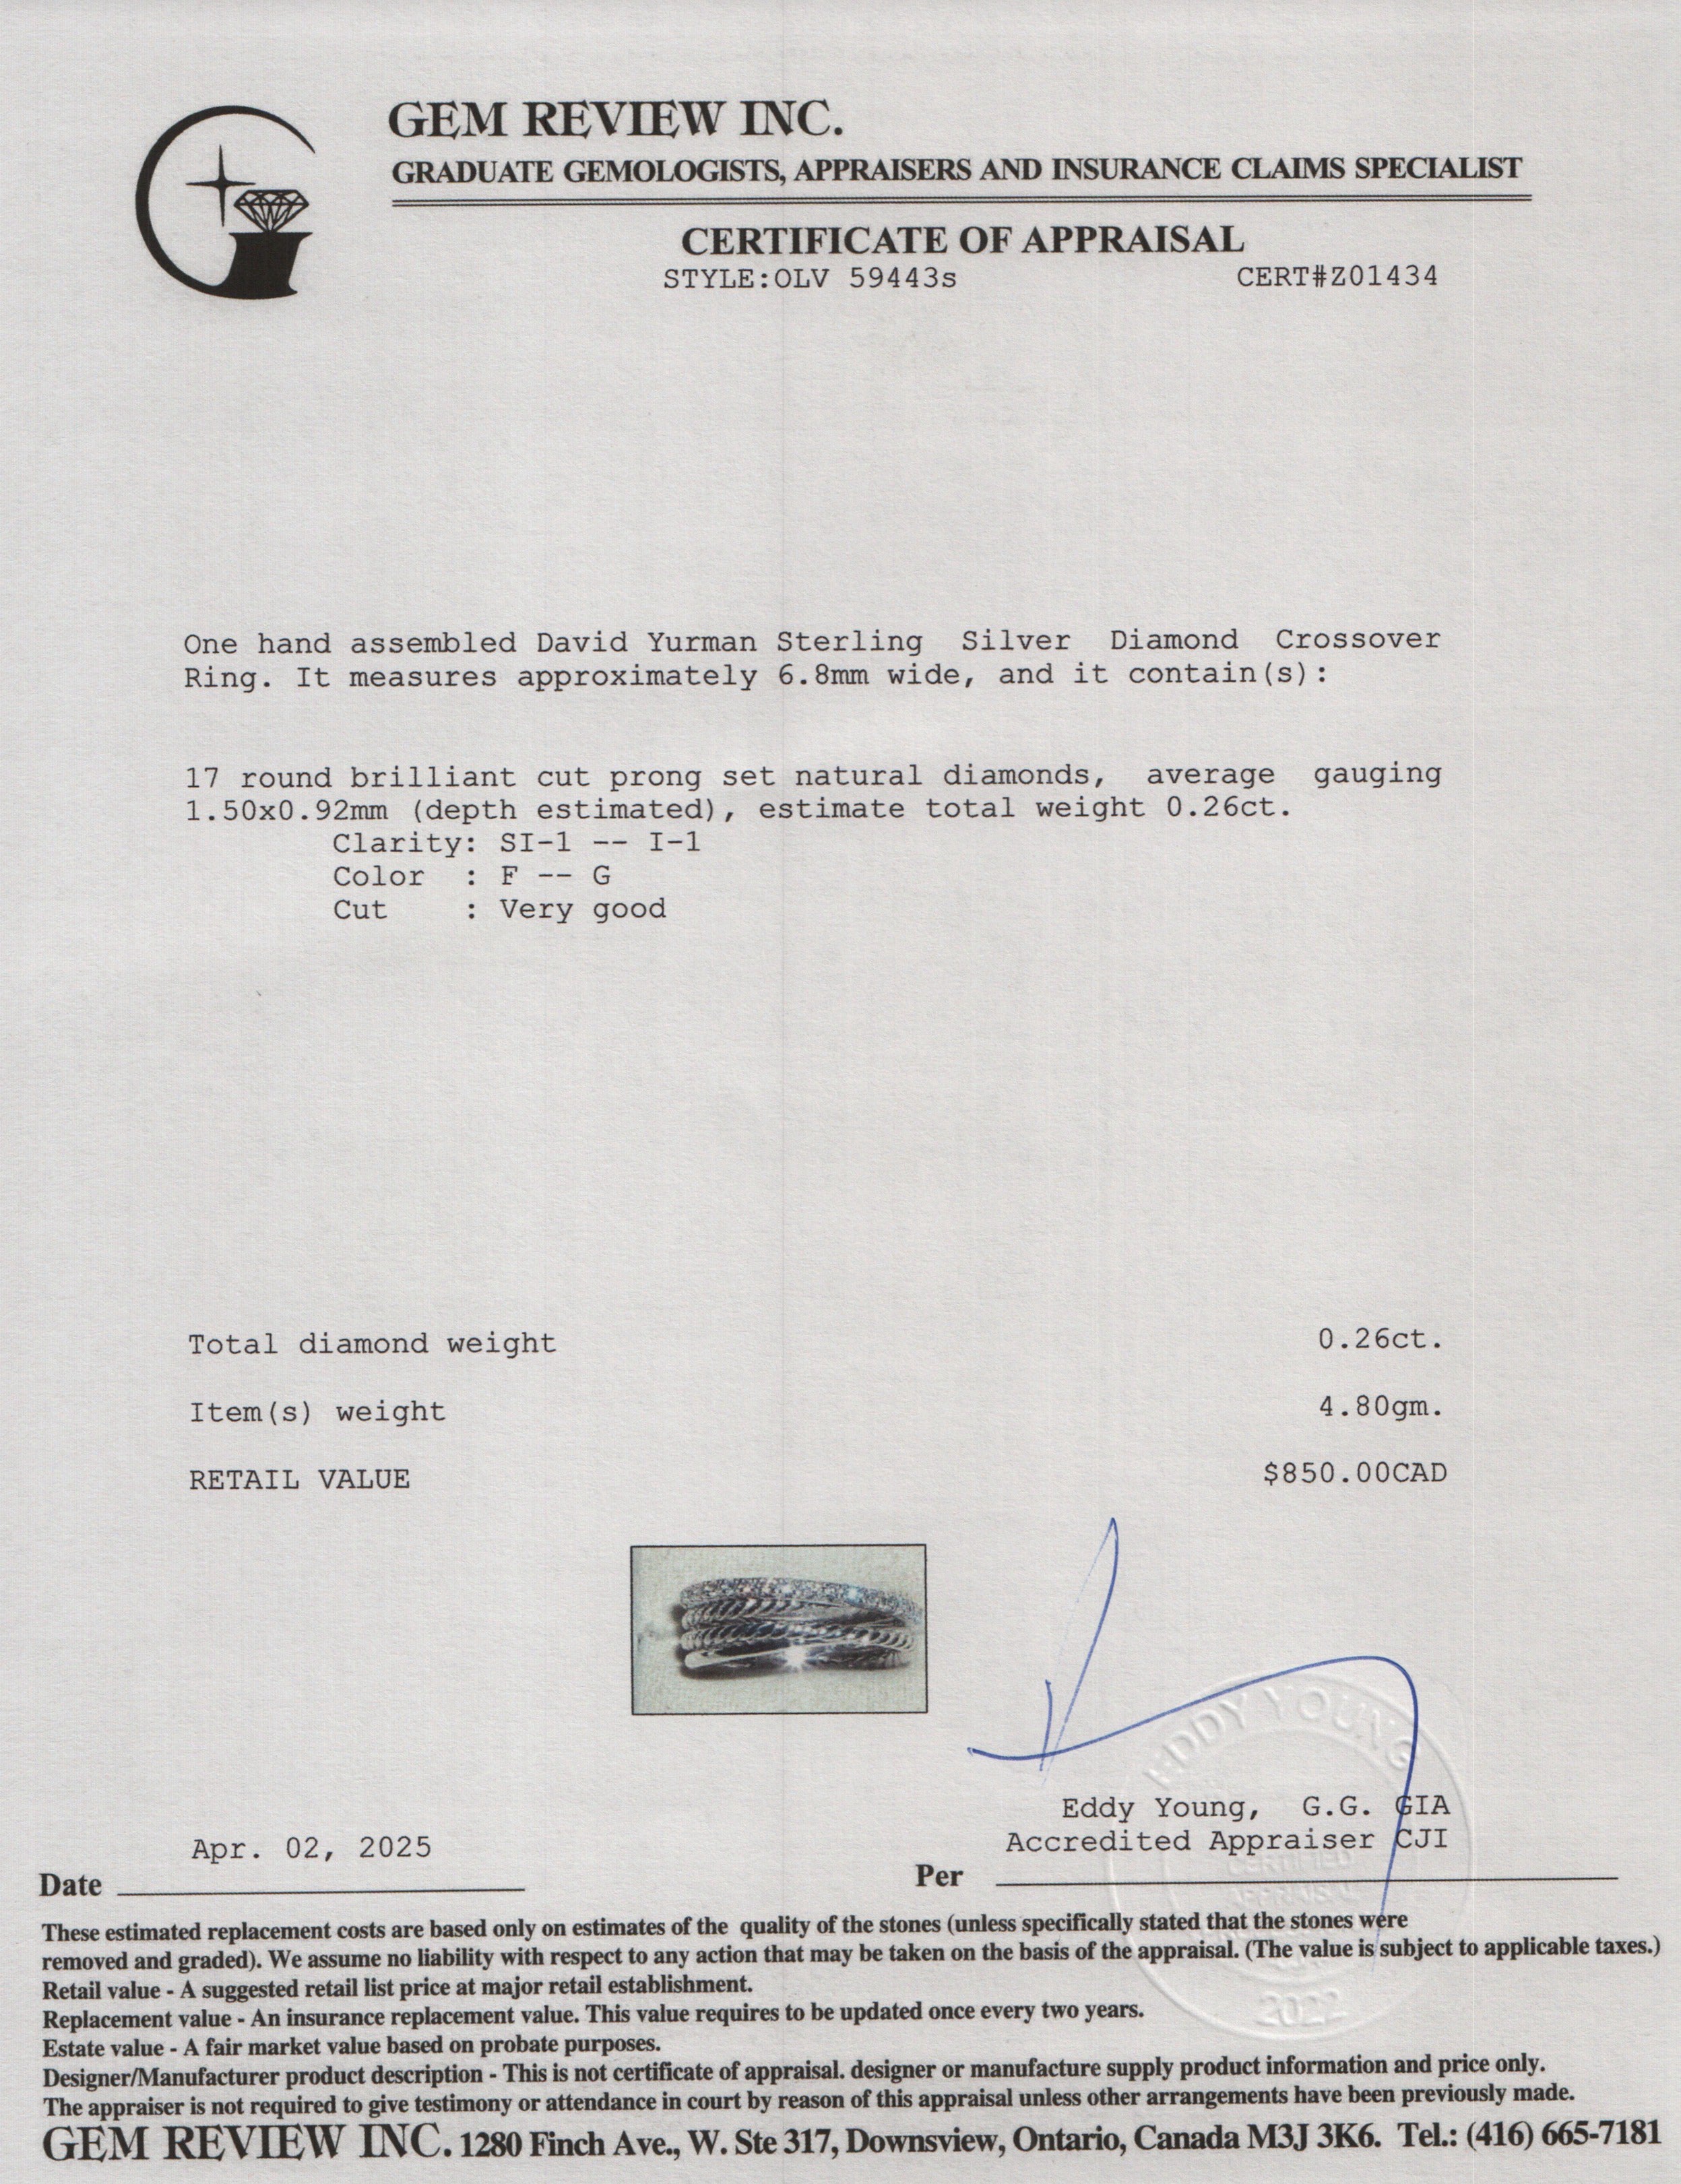 GEM REVIEW INC.
GRADUATE GEMOLOGISTS, APPRAISERS AND INSURANCE CLAIMS SPECIALIST
CERTIFICATE OF APPRAISAL
STYLE:OLV 59443s CERT#Z01434
One hand assembled David Yurman Sterling Silver Diamond Crossover
Ring. It measures approximately 6.8mm wide, and it contain(s):
17 round brilliant cut prong set natural diamonds, average gauging
1.50x0.92mm (depth estimated), estimate total weight 0.26ct.
Clarity: SI-1 -- I-1
Color : F -- G
Cut : Very good
Total diamond weight 0.26ct.
Item(s) weight 4.80gm.
RETAIL VALUE $850.00CAD
EDDY YOUNG
Eddy Young, G.G. GIA
Accredited Appraiser CJI
Apr. 02, 2025
Date Per
CERTIFIED
2022
These estimated replacement costs are based only on estimates of the quality of the stones (unless specifically stated that the stones were
removed and graded). We assume no liability with respect to any action that may be taken on the basis of the appraisal. (The value is subject to applicable taxes.)
Retail value - A suggested retail list price at major retail establishment.
Replacement value - An insurance replacement value. This value requires to be updated once every two years.
Estate value - A fair market value based on probate purposes.
Designer/Manufacturer product description - This is not certificate of appraisal. designer or manufacture supply product information and price only.
The appraiser is not required to give testimony or attendance in court by reason of this appraisal unless other arrangements have been previously made.
GEM REVIEW INC. 1280 Finch Ave., W. Ste 317, Downsview, Ontario, Canada M3J 3K6. Tel.: (416) 665-7181